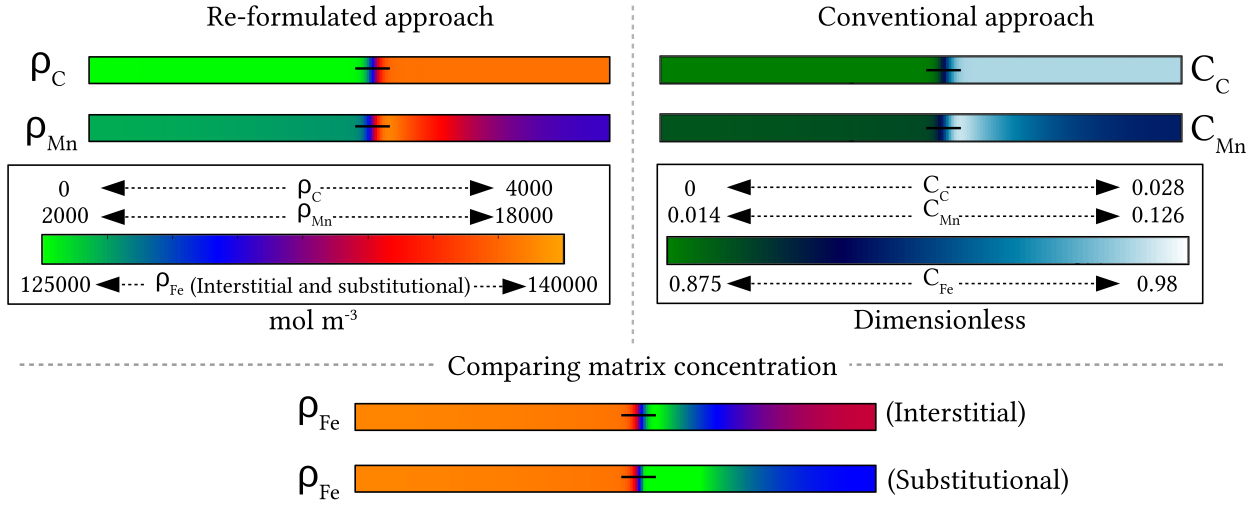 Re-formulated approach
Conventional approach
ρC
CC
ρMn
CMn
0 ρC 4000
2000 ρMn 18000
125000 ρFe (Interstitial and substitutional) 140000
mol m-3
0 CC 0.028
0.014 CMn 0.126
0.875 CFe 0.98
Dimensionless
Comparing matrix concentration
ρFe (Interstitial)
ρFe (Substitutional)